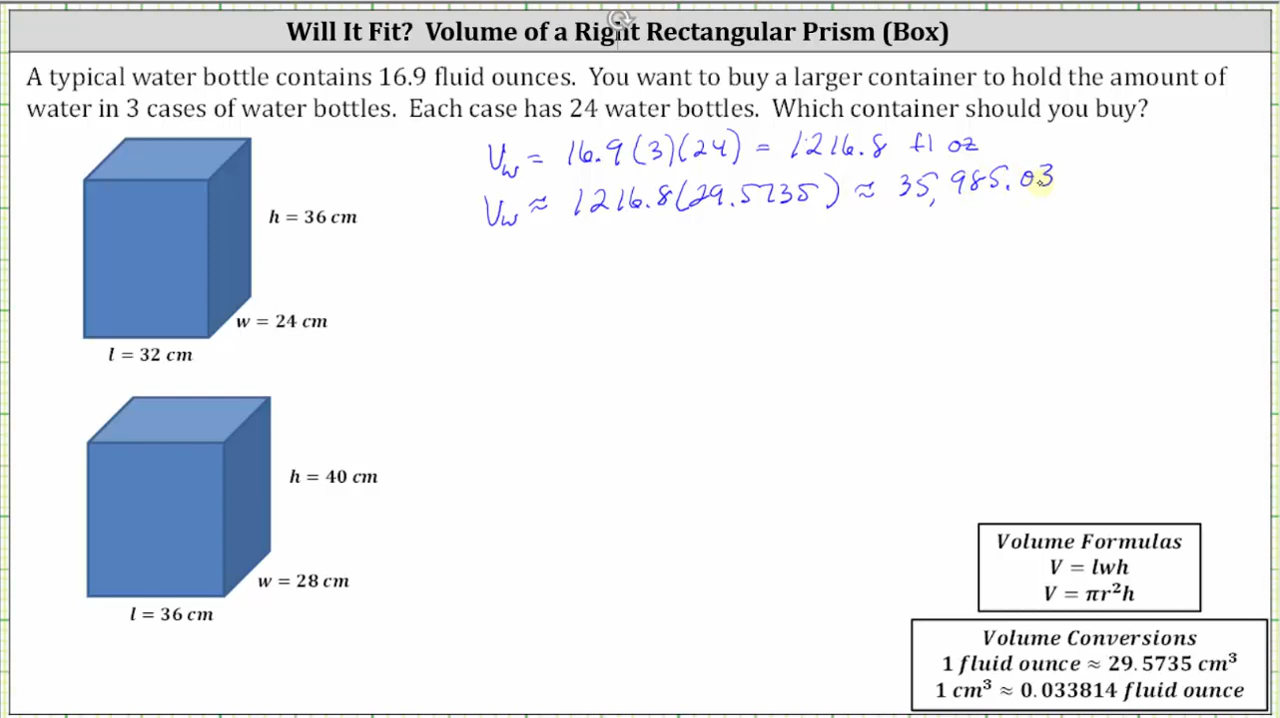 Will It Fit? Volume of a Right Rectangular Prism (Box)
A typical water bottle contains 16.9 fluid ounces. You want to buy a larger container to hold the amount of
water in 3 cases of water bottles. Each case has 24 water bottles. Which container should you buy?
V_w = 16.9 (3)(24) = 1216.8 fl oz
V_w ≈ 1216.8(29.5735) ≈ 35,985.03
h = 36 cm
w = 24 cm
l = 32 cm
h = 40 cm
w = 28 cm
l = 36 cm
Volume Formulas
V = lwh
V = πr²h
Volume Conversions
1 fluid ounce ≈ 29.5735 cm³
1 cm³ ≈ 0.033814 fluid ounce